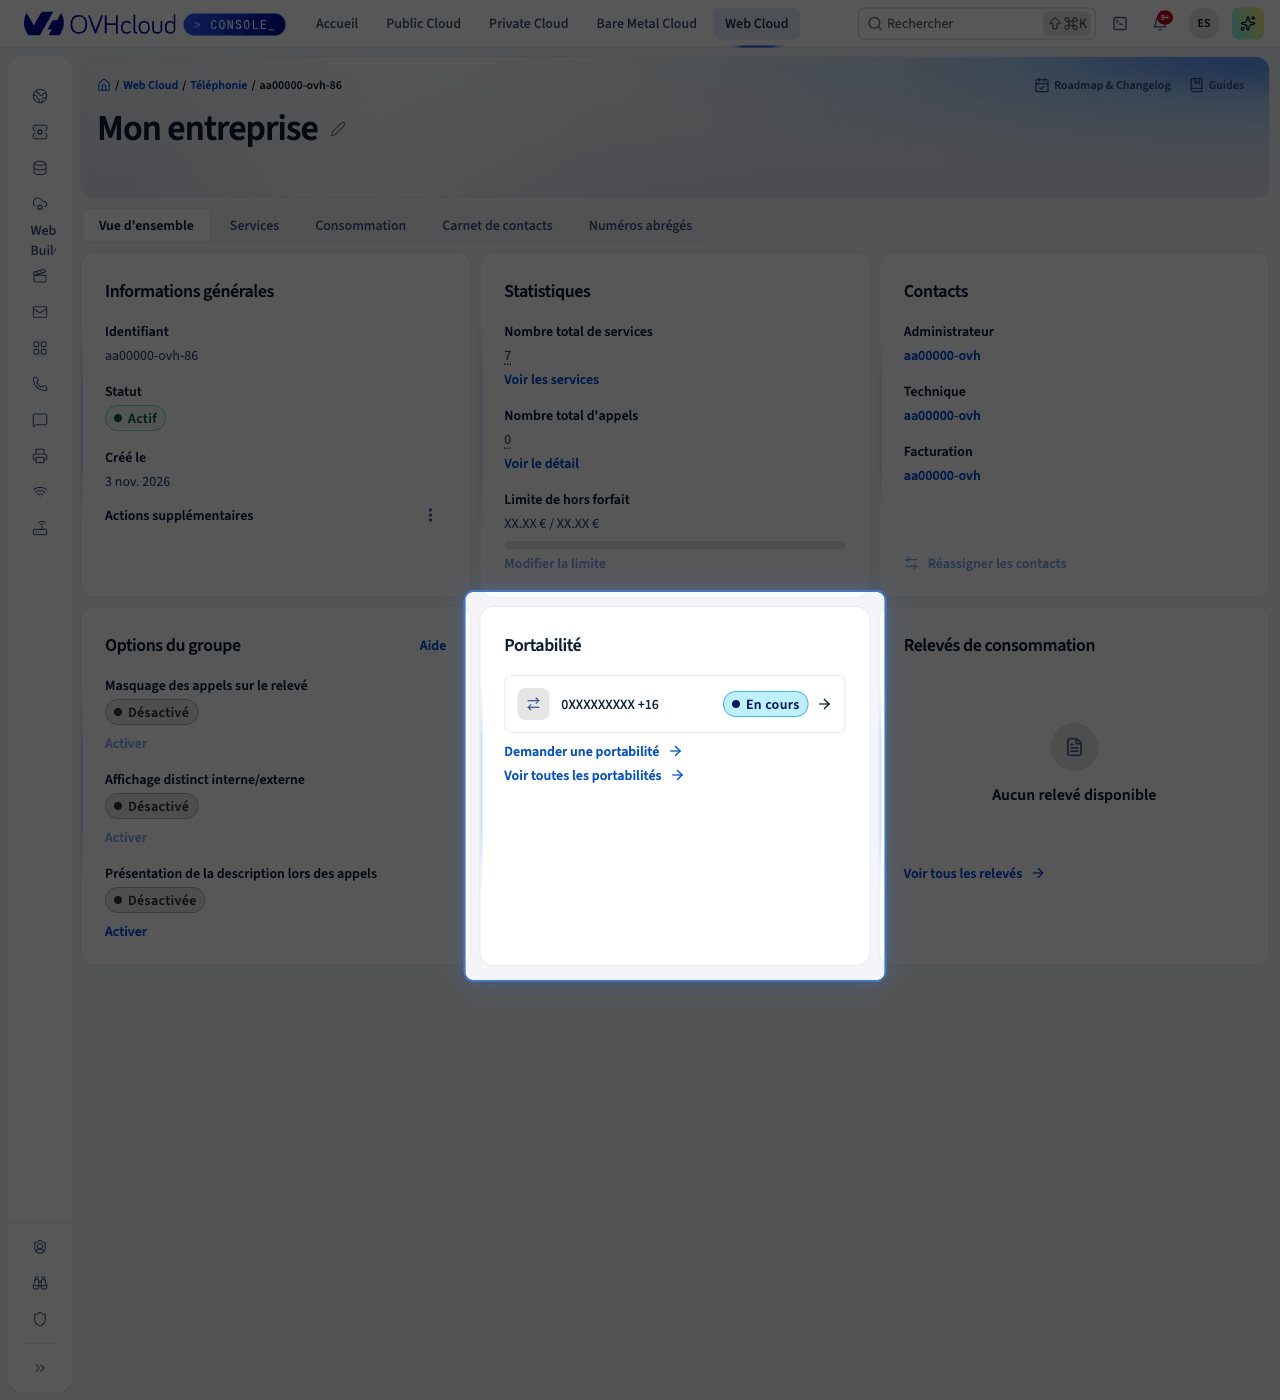 OVHcloud > CONSOLE_
Accueil
Public Cloud
Private Cloud
Bare Metal Cloud
Web Cloud
Rechercher
⇧⌘K
9+
ES
/ Web Cloud / Téléphonie / aa00000-ovh-86
Roadmap & Changelog
Guides
Mon entreprise
Web
Buil
Vue d'ensemble
Services
Consommation
Carnet de contacts
Numéros abrégés
Informations générales
Identifiant
aa00000-ovh-86
Statut
Actif
Créé le
3 nov. 2026
Actions supplémentaires
Statistiques
Nombre total de services
7
Voir les services
Nombre total d'appels
0
Voir le détail
Limite de hors forfait
XX.XX € / XX.XX €
Modifier la limite
Contacts
Administrateur
aa00000-ovh
Technique
aa00000-ovh
Facturation
aa00000-ovh
Réassigner les contacts
Options du groupe
Aide
Masquage des appels sur le relevé
Désactivé
Activer
Affichage distinct interne/externe
Désactivé
Activer
Présentation de la description lors des appels
Désactivée
Activer
Portabilité
0XXXXXXXXX +16
En cours
Demander une portabilité
Voir toutes les portabilités
Relevés de consommation
Aucun relevé disponible
Voir tous les relevés